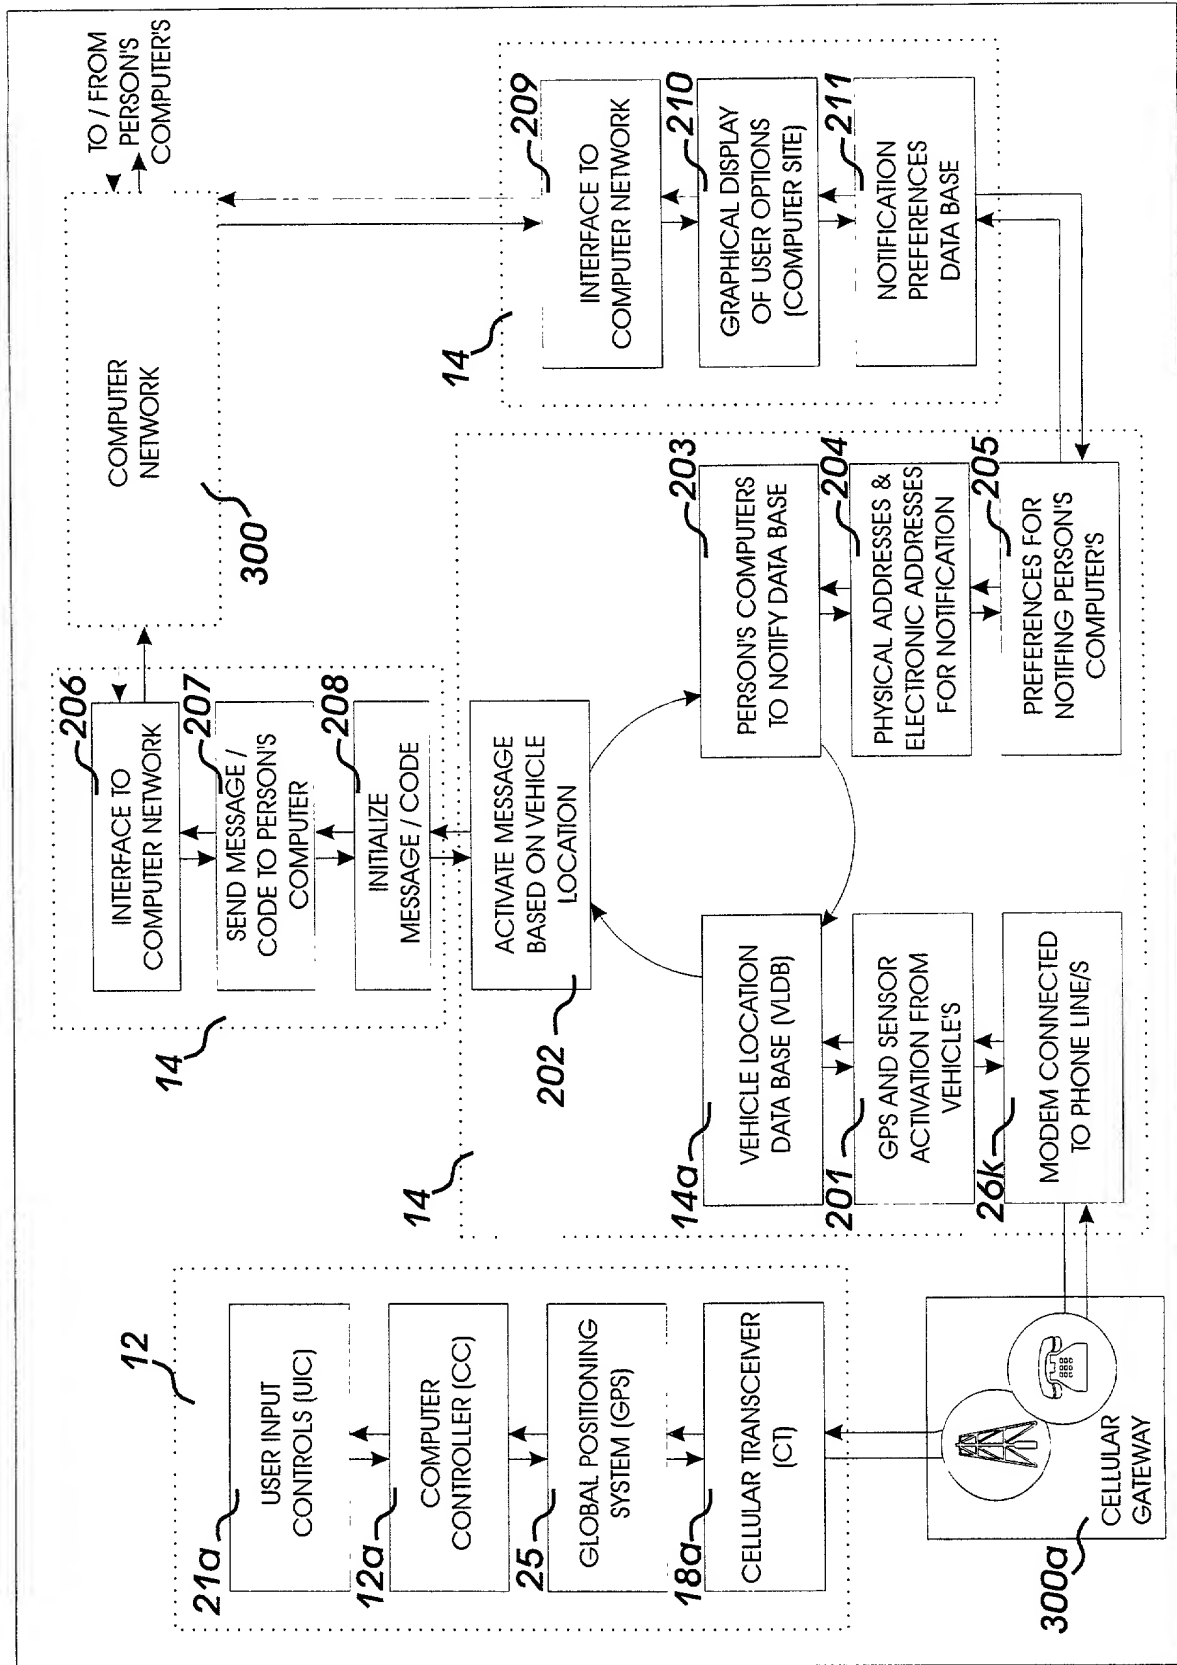 12
21a
USER INPUT
CONTROLS (UIC)
12a
COMPUTER
CONTROLLER (CC)
25
GLOBAL POSITIONING
SYSTEM (GPS)
18a
CELLULAR TRANSCEIVER
(CT)
300a
CELLULAR
GATEWAY
14
206
INTERFACE TO
COMPUTER NETWORK
207
SEND MESSAGE /
CODE TO PERSON'S
COMPUTER
208
INITIALIZE
MESSAGE / CODE
14
202
ACTIVATE MESSAGE
BASED ON VEHICLE
LOCATION
14a
VEHICLE LOCATION
DATA BASE (VLDB)
201
GPS AND SENSOR
ACTIVATION FROM
VEHICLE'S
26k
MODEM CONNECTED
TO PHONE LINE/S
203
PERSON'S COMPUTERS
TO NOTIFY DATA BASE
204
PHYSICAL ADDRESSES &
ELECTRONIC ADDRESSES
FOR NOTIFICATION
205
PREFERENCES FOR
NOTIFING PERSON'S
COMPUTER'S
COMPUTER
NETWORK
300
TO / FROM
PERSON'S
COMPUTER'S
14
209
INTERFACE TO
COMPUTER NETWORK
210
GRAPHICAL DISPLAY
OF USER OPTIONS
(COMPUTER SITE)
211
NOTIFICATION
PREFERENCES
DATA BASE